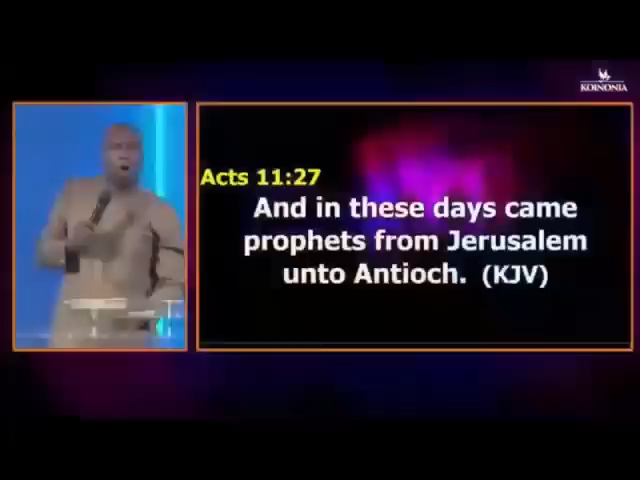 KOINONIA
Acts 11:27
And in these days came
prophets from Jerusalem
unto Antioch. (KJV)